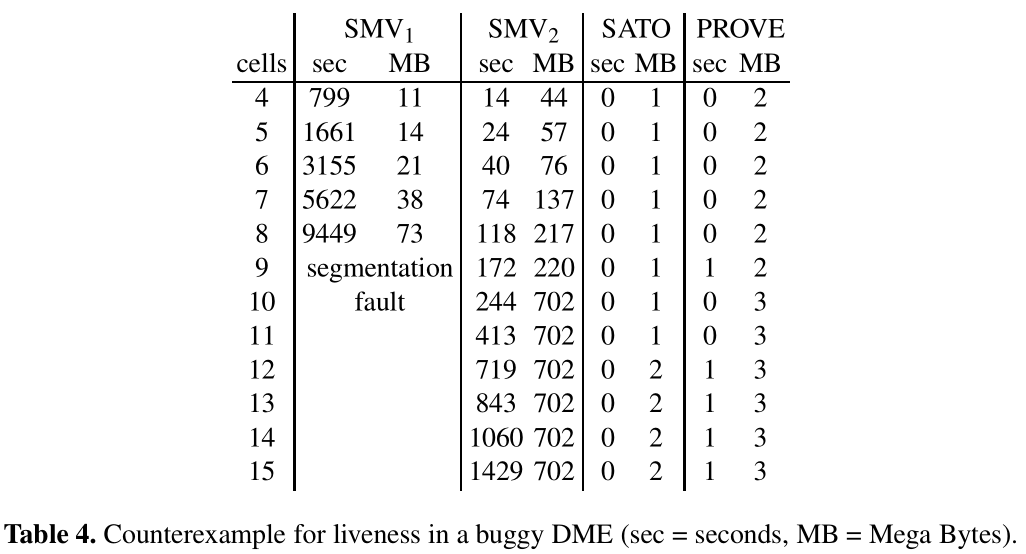 SMV1 SMV2 SATO PROVE
cells sec MB sec MB sec MB sec MB
4 799 11 14 44 0 1 0 2
5 1661 14 24 57 0 1 0 2
6 3155 21 40 76 0 1 0 2
7 5622 38 74 137 0 1 0 2
8 9449 73 118 217 0 1 0 2
9 segmentation 172 220 0 1 1 2
10 fault 244 702 0 1 0 3
11 413 702 0 1 0 3
12 719 702 0 2 1 3
13 843 702 0 2 1 3
14 1060 702 0 2 1 3
15 1429 702 0 2 1 3
Table 4. Counterexample for liveness in a buggy DME (sec = seconds, MB = Mega Bytes).